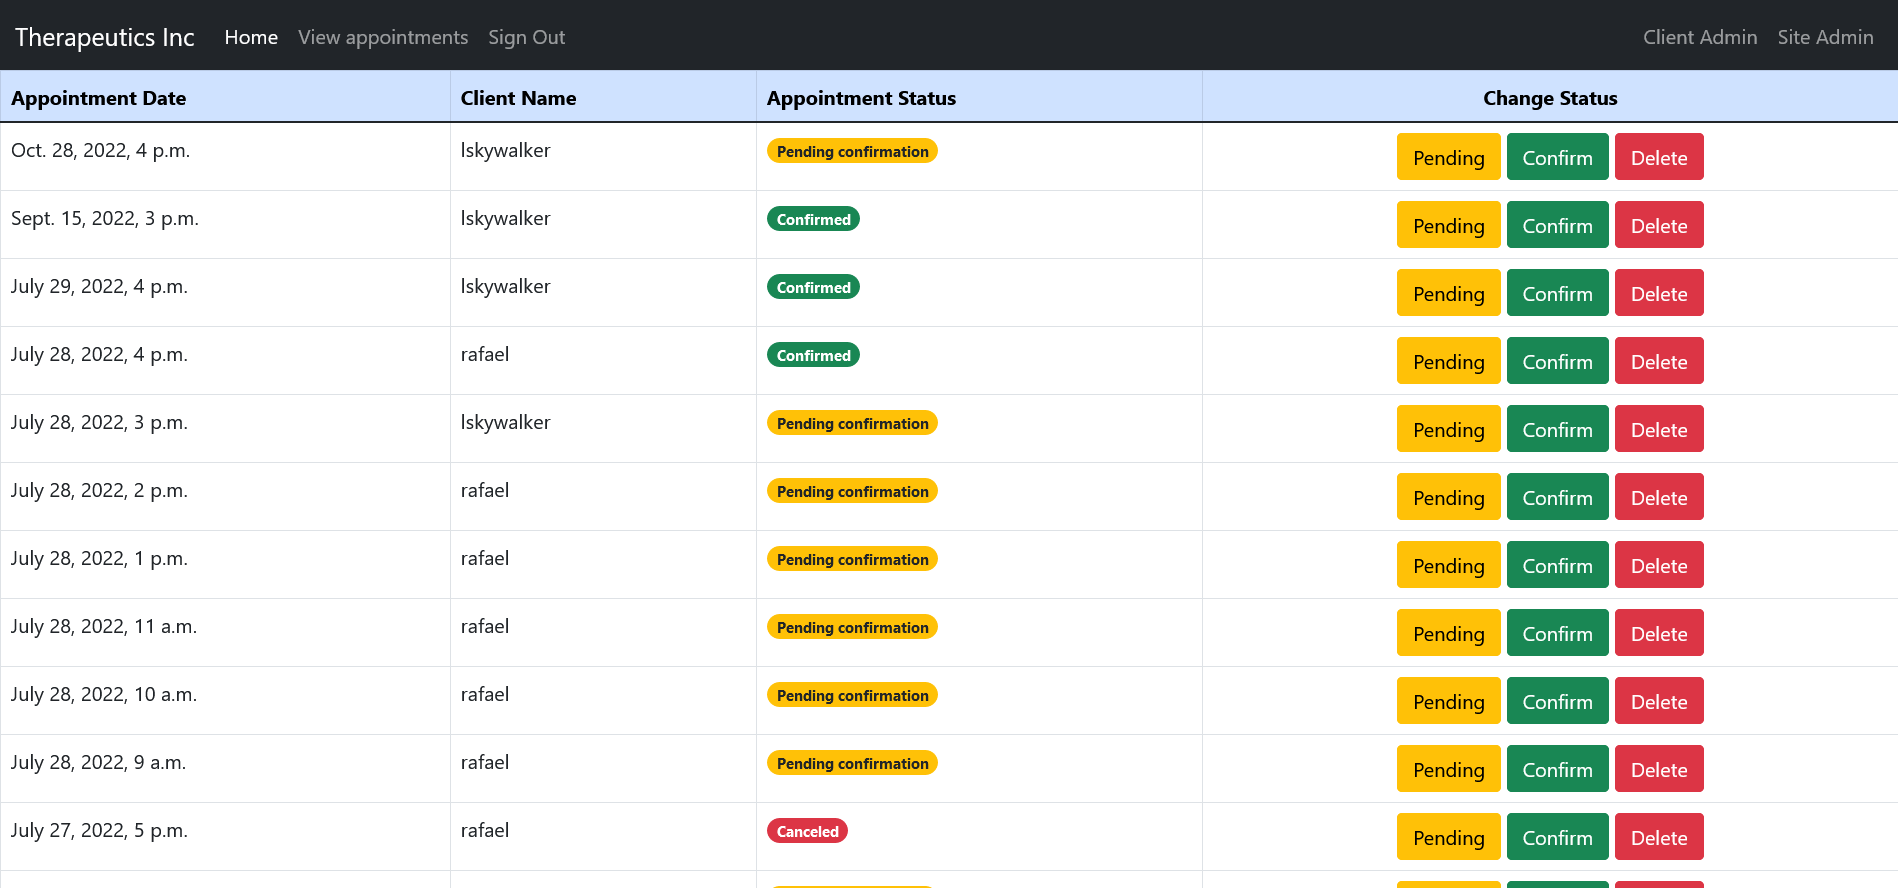 Therapeutics Inc Home View appointments Sign Out Client Admin Site Admin
Appointment Date Client Name Appointment Status Change Status
Oct. 28, 2022, 4 p.m. lskywalker Pending confirmation Pending Confirm Delete
Sept. 15, 2022, 3 p.m. lskywalker Confirmed Pending Confirm Delete
July 29, 2022, 4 p.m. lskywalker Confirmed Pending Confirm Delete
July 28, 2022, 4 p.m. rafael Confirmed Pending Confirm Delete
July 28, 2022, 3 p.m. lskywalker Pending confirmation Pending Confirm Delete
July 28, 2022, 2 p.m. rafael Pending confirmation Pending Confirm Delete
July 28, 2022, 1 p.m. rafael Pending confirmation Pending Confirm Delete
July 28, 2022, 11 a.m. rafael Pending confirmation Pending Confirm Delete
July 28, 2022, 10 a.m. rafael Pending confirmation Pending Confirm Delete
July 28, 2022, 9 a.m. rafael Pending confirmation Pending Confirm Delete
July 27, 2022, 5 p.m. rafael Canceled Pending Confirm Delete